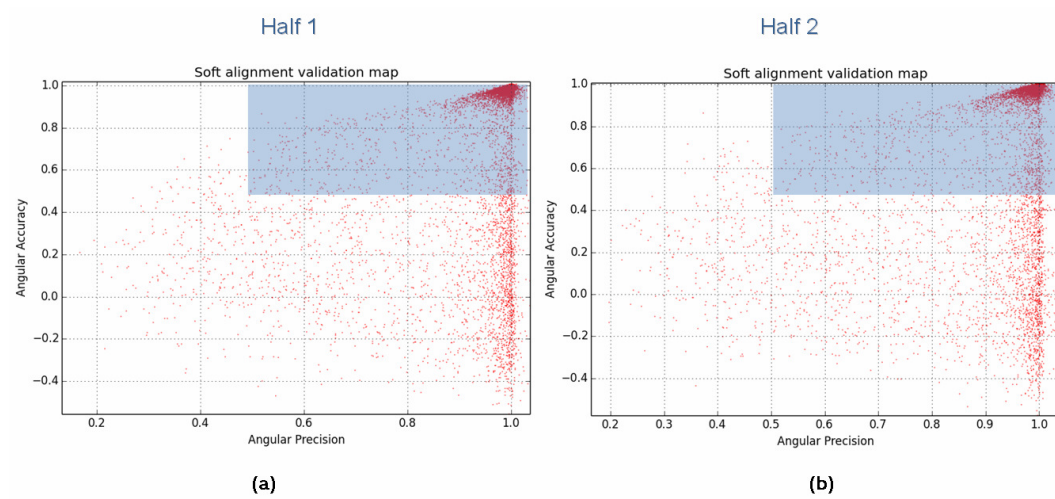 Half 1
Half 2
Soft alignment validation map
Soft alignment validation map
1.0
0.8
0.6
0.4
0.2
0.0
−0.2
−0.4
Angular Accuracy
0.2 0.4 0.6 0.8 1.0
Angular Precision
1.0
0.8
0.6
0.4
0.2
0.0
−0.2
−0.4
Angular Accuracy
0.2 0.3 0.4 0.5 0.6 0.7 0.8 0.9 1.0
Angular Precision
(a)
(b)